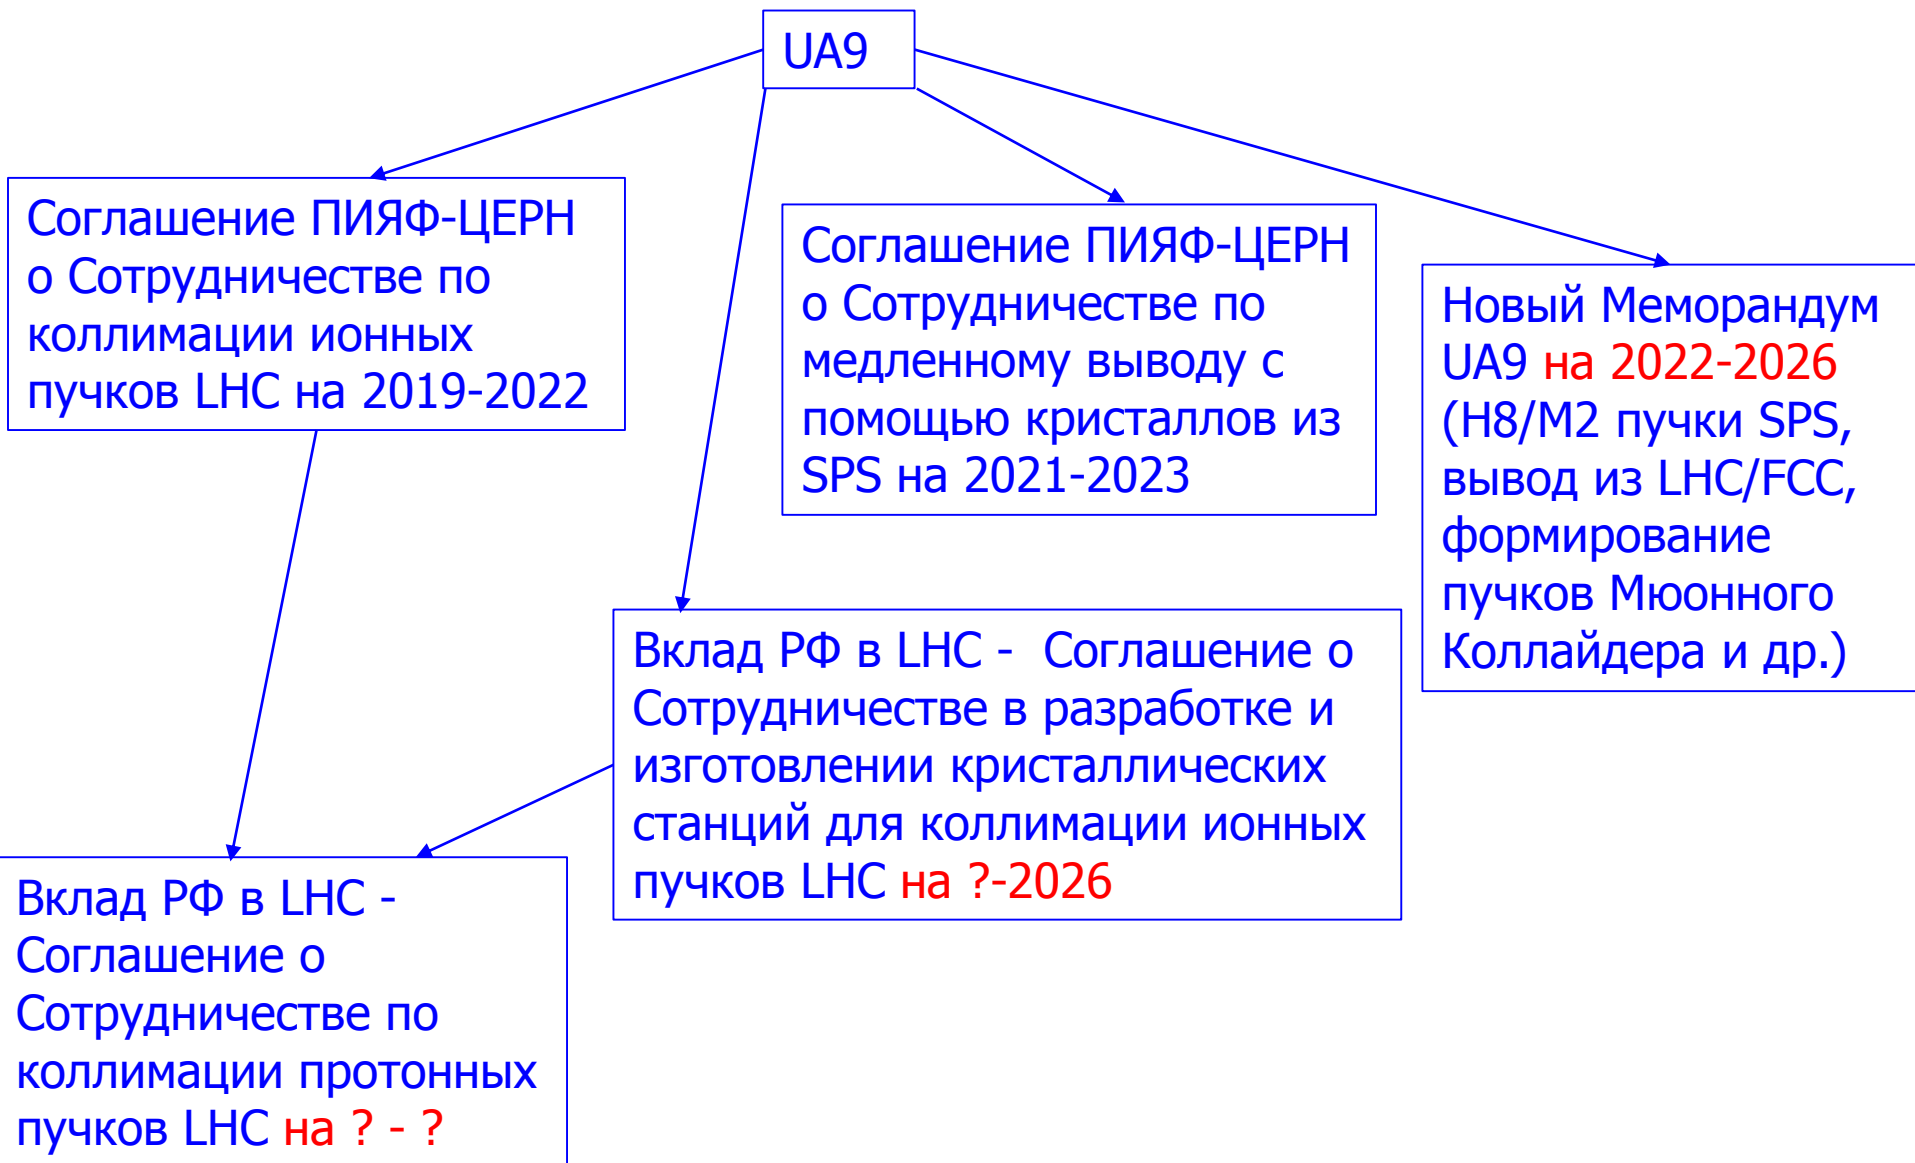 UA9
Соглашение ПИЯФ-ЦЕРН
о Сотрудничестве по
коллимации ионных
пучков LHC на 2019-2022
Соглашение ПИЯФ-ЦЕРН
о Сотрудничестве по
медленному выводу с
помощью кристаллов из
SPS на 2021-2023
Новый Меморандум
UA9 на 2022-2026
(H8/M2 пучки SPS,
вывод из LHC/FCC,
формирование
пучков Мюонного
Коллайдера и др.)
Вклад РФ в LHC - Соглашение о
Сотрудничестве в разработке и
изготовлении кристаллических
станций для коллимации ионных
пучков LHC на ?-2026
Вклад РФ в LHC -
Соглашение о
Сотрудничестве по
коллимации протонных
пучков LHC на ? - ?